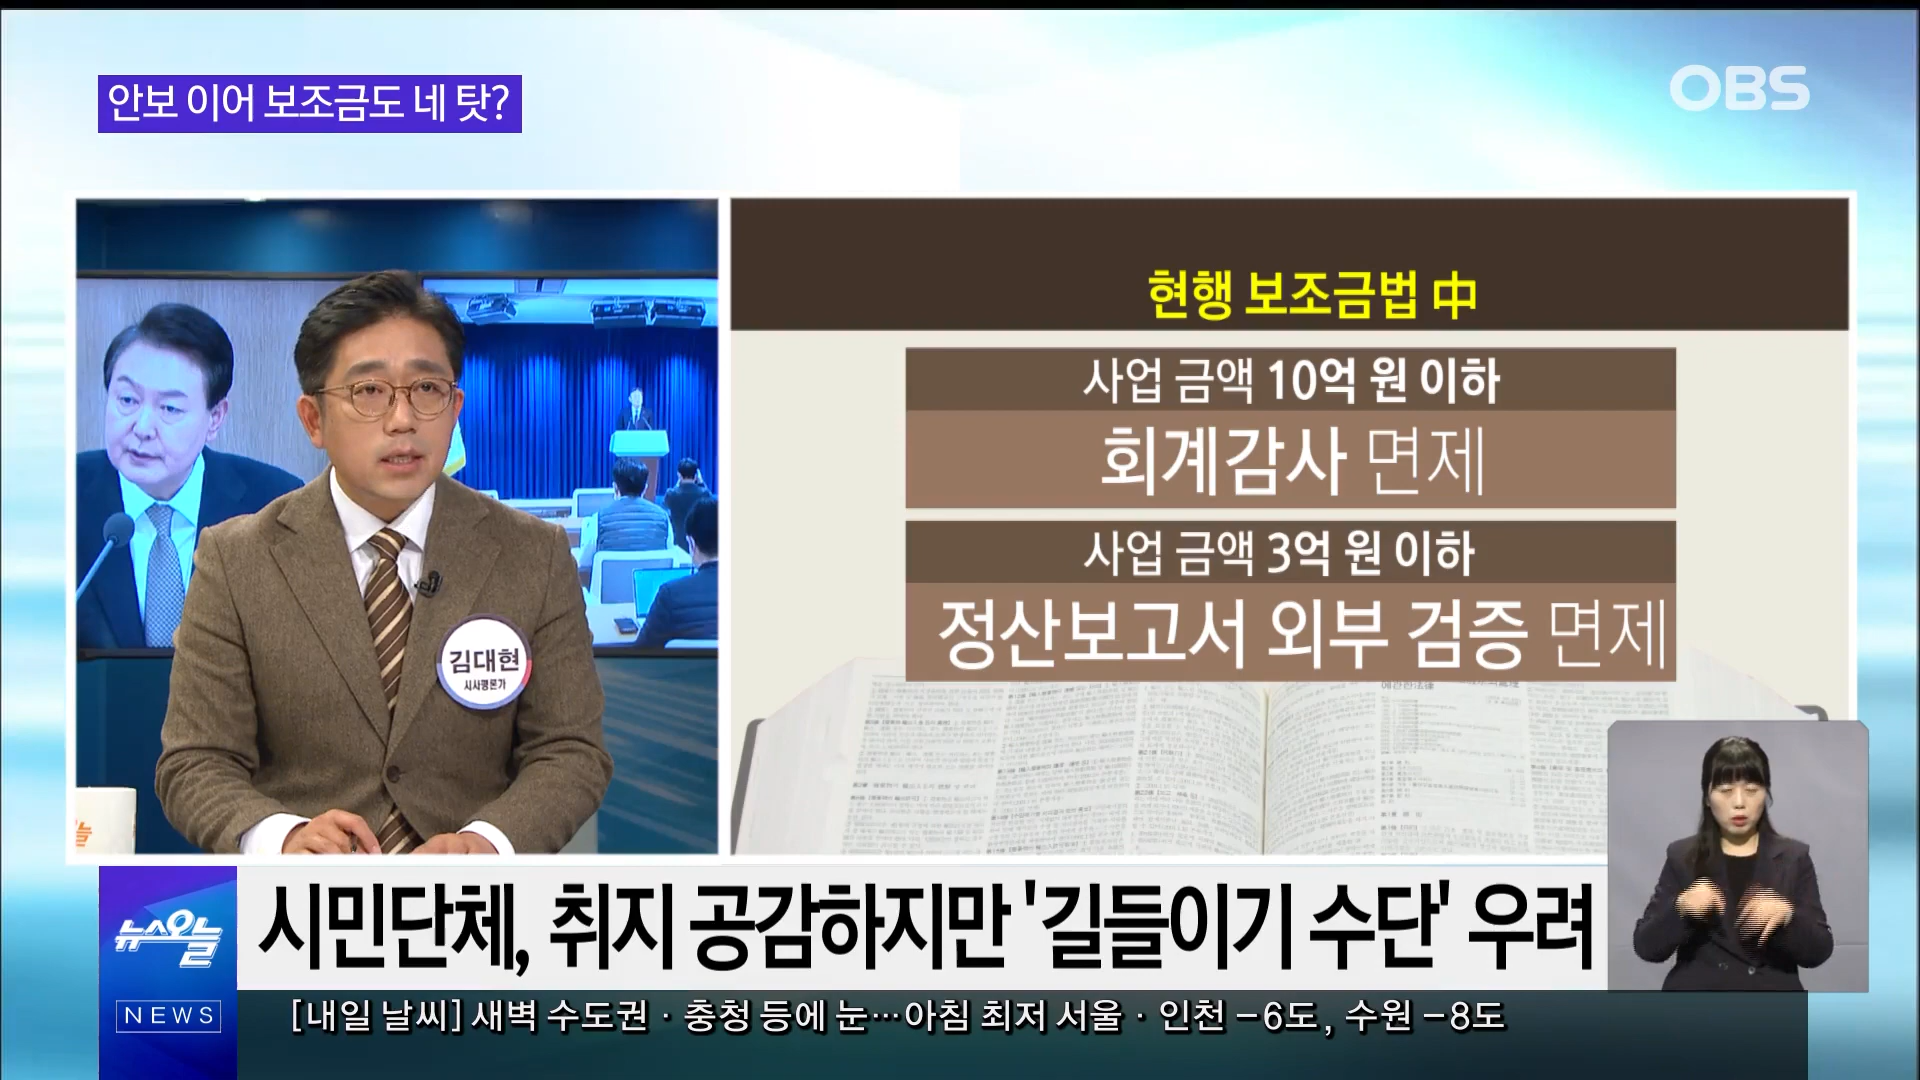 안보 이어 보조금도 네 탓?
OBS
현행 보조금법 中
사업 금액 10억 원 이하
회계감사 면제
사업 금액 3억 원 이하
정산보고서 외부 검증 면제
김대현
시사평론가
시민단체, 취지 공감하지만 '길들이기 수단' 우려
뉴스오늘
NEWS
[내일 날씨] 새벽 수도권·충청 등에 눈…아침 최저 서울·인천 -6도, 수원 -8도